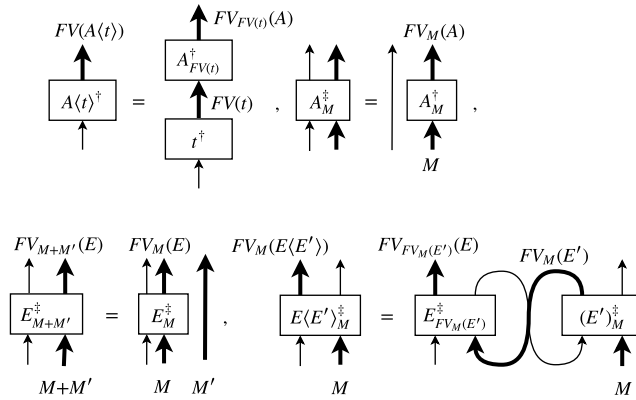 FV(A⟨t⟩) FV_{FV(t)}(A) FV_M(A)
A⟨t⟩^† = A^†_{FV(t)} FV(t) t^† , A^‡_M = A^†_M ,
M
FV_{M+M′}(E) FV_M(E) FV_M(E⟨E′⟩) FV_{FV_M(E′)}(E) FV_M(E′)
E^‡_{M+M′} = E^‡_M , E⟨E′⟩^‡_M = E^‡_{FV_M(E′)} (E′)^‡_M
M+M′ M M′ M M